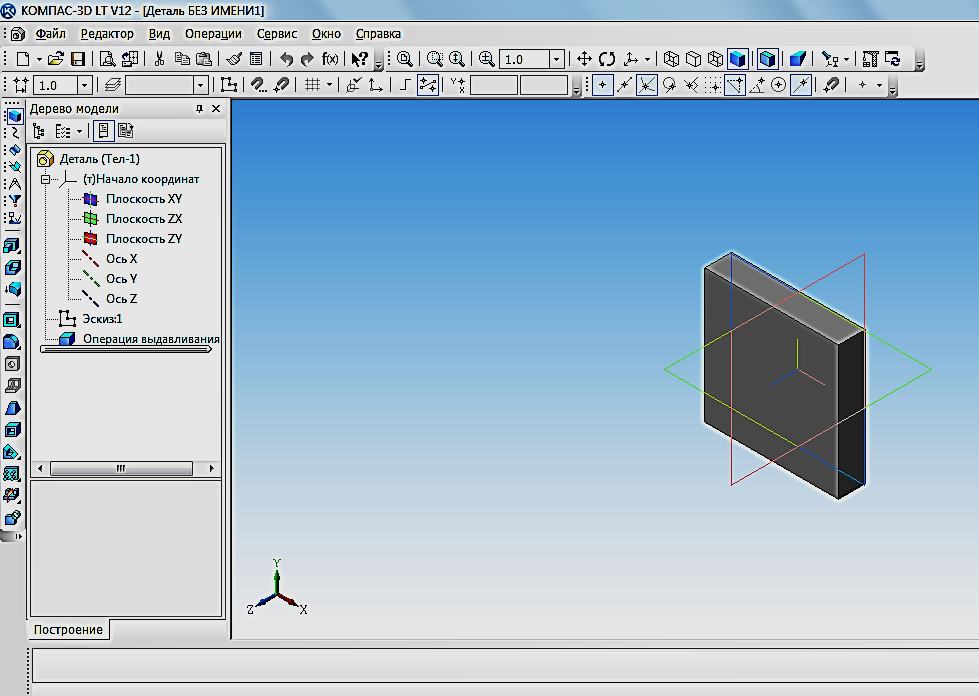 КОМПАС-3D LT V12 - [Деталь БЕЗ ИМЕНИ1]
Файл Редактор Вид Операции Сервис Окно Справка
1.0
f(x)
1.0
Дерево модели
Деталь (Тел-1)
(т)Начало координат
Плоскость XY
Плоскость ZX
Плоскость ZY
Ось X
Ось Y
Ось Z
Эскиз:1
Операция выдавливания
Построение
Y
Z
X